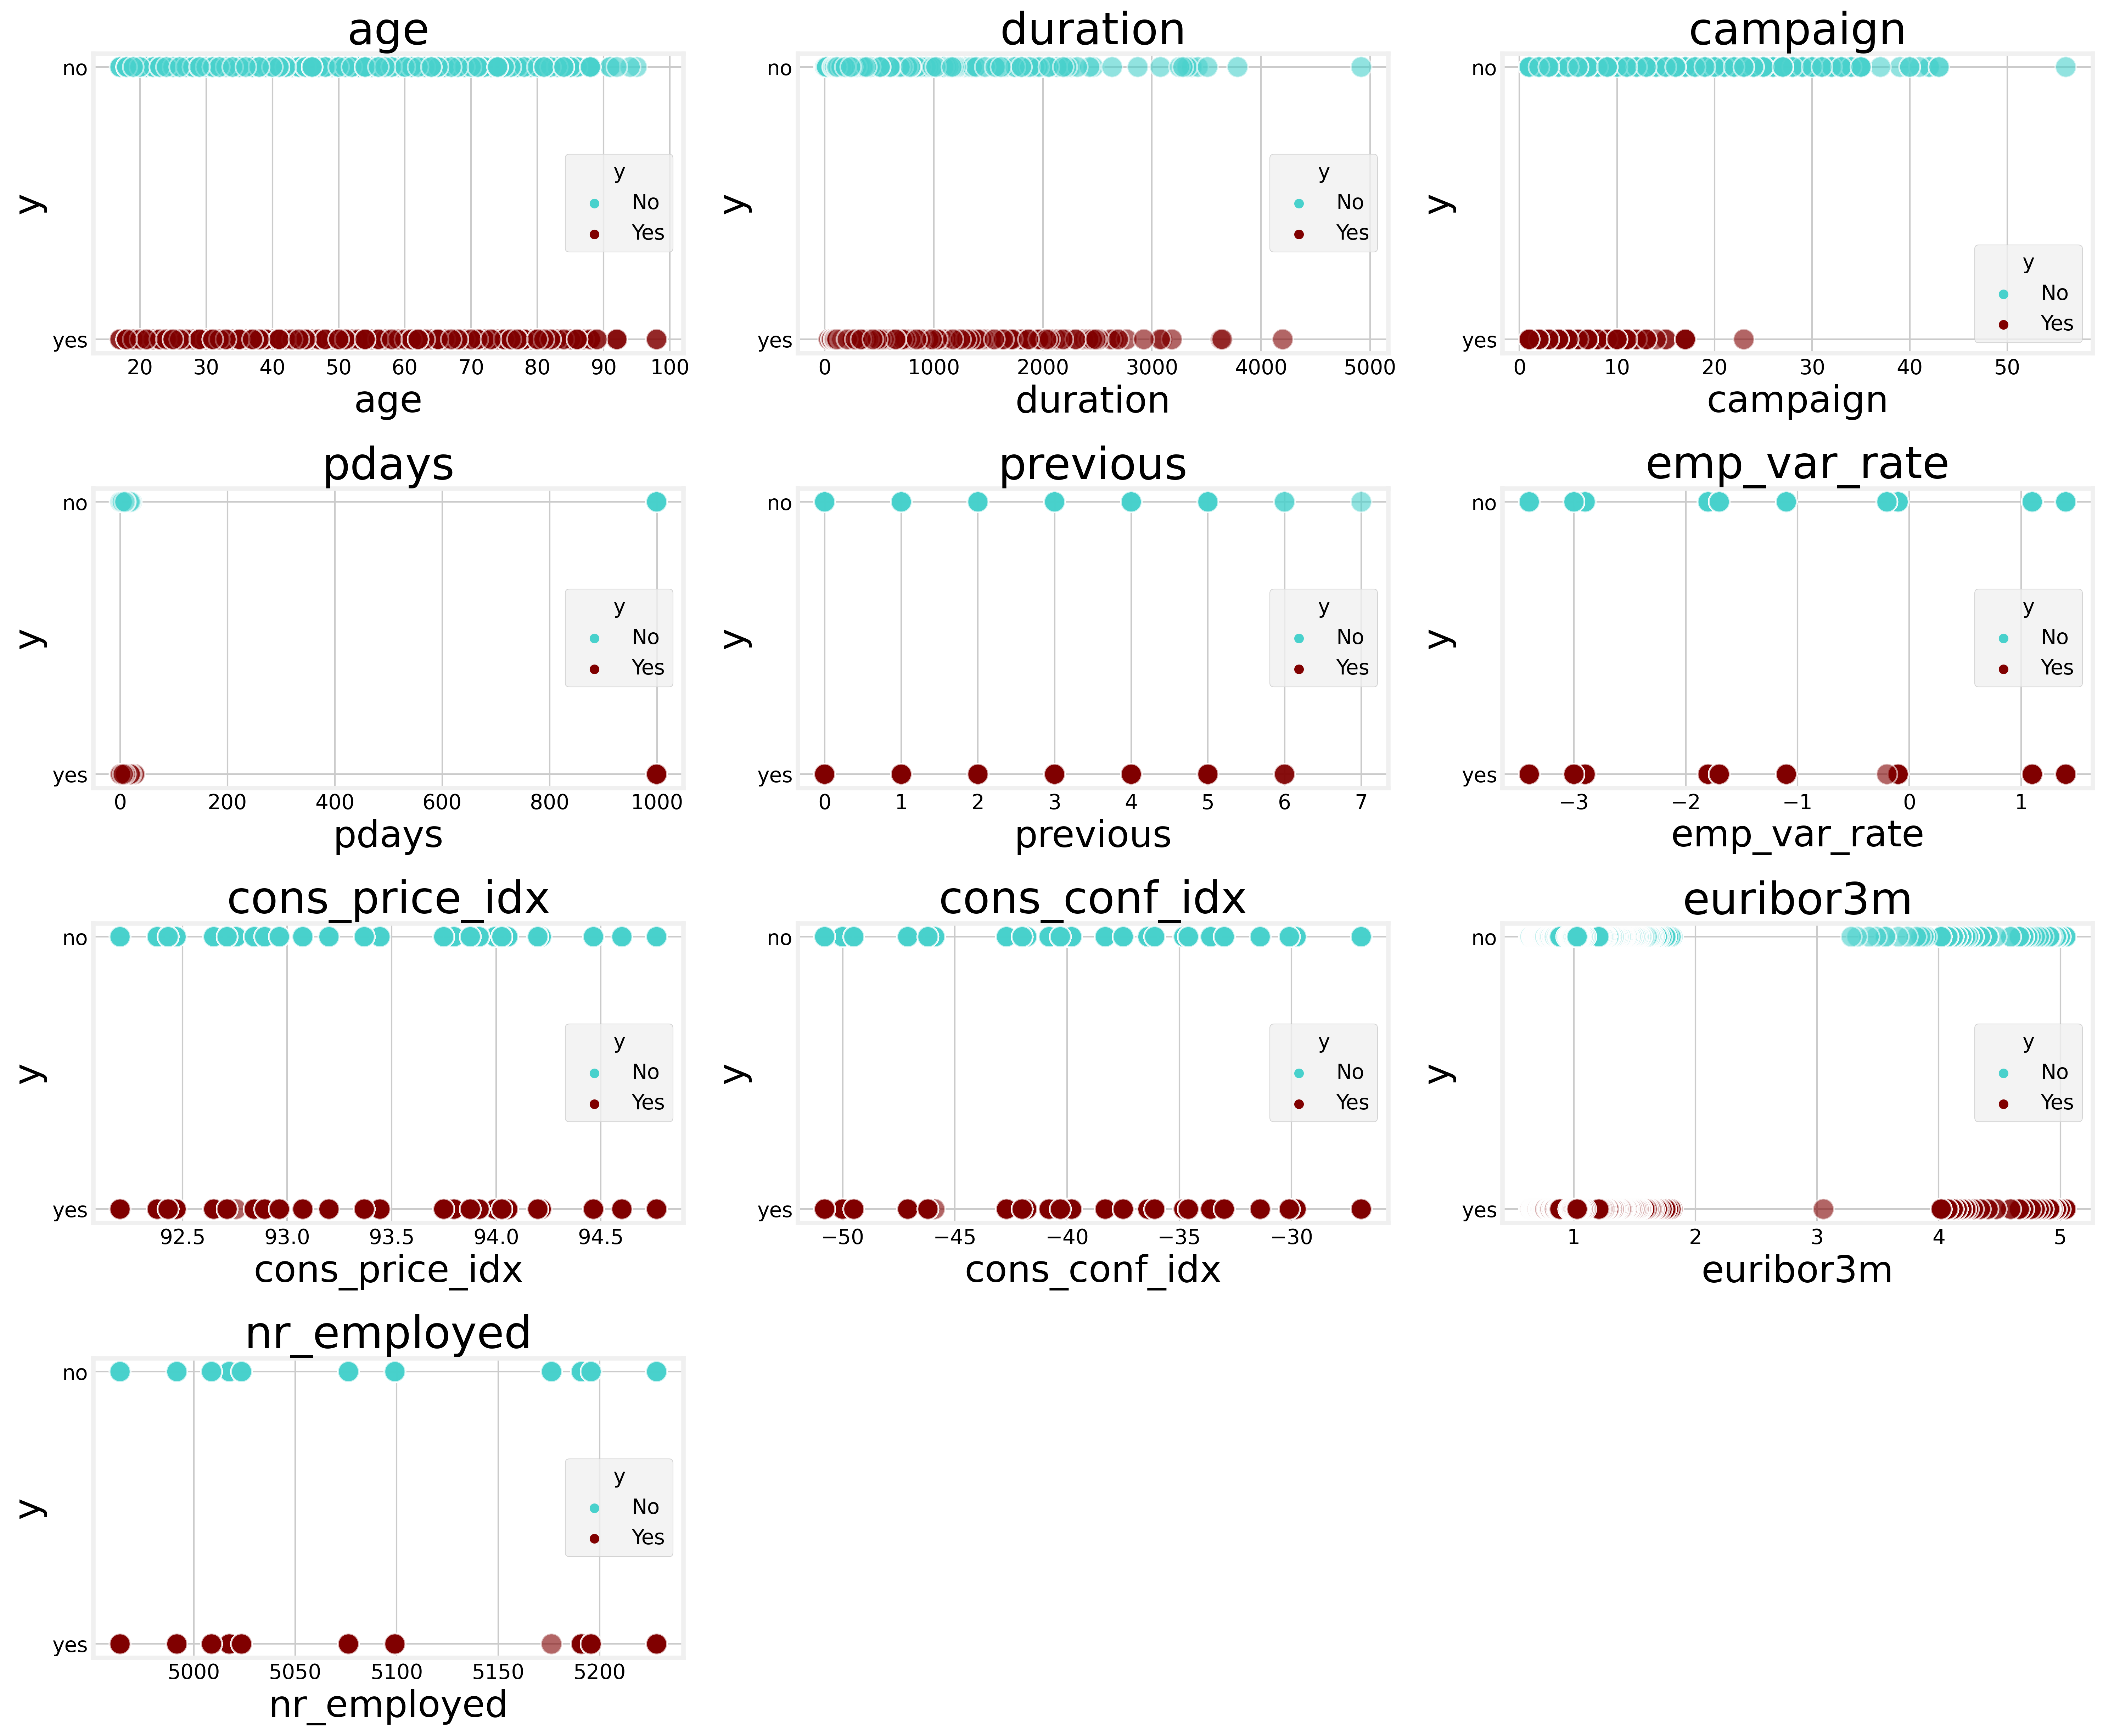 age
no
yes
y
y
No
Yes
20 30 40 50 60 70 80 90 100
age
duration
no
yes
y
y
No
Yes
0 1000 2000 3000 4000 5000
duration
campaign
no
yes
y
y
No
Yes
0 10 20 30 40 50
campaign
pdays
no
yes
y
y
No
Yes
0 200 400 600 800 1000
pdays
previous
no
yes
y
y
No
Yes
0 1 2 3 4 5 6 7
previous
emp_var_rate
no
yes
y
y
No
Yes
−3 −2 −1 0 1
emp_var_rate
cons_price_idx
no
yes
y
y
No
Yes
92.5 93.0 93.5 94.0 94.5
cons_price_idx
cons_conf_idx
no
yes
y
y
No
Yes
−50 −45 −40 −35 −30
cons_conf_idx
euribor3m
no
yes
y
y
No
Yes
1 2 3 4 5
euribor3m
nr_employed
no
yes
y
y
No
Yes
5000 5050 5100 5150 5200
nr_employed